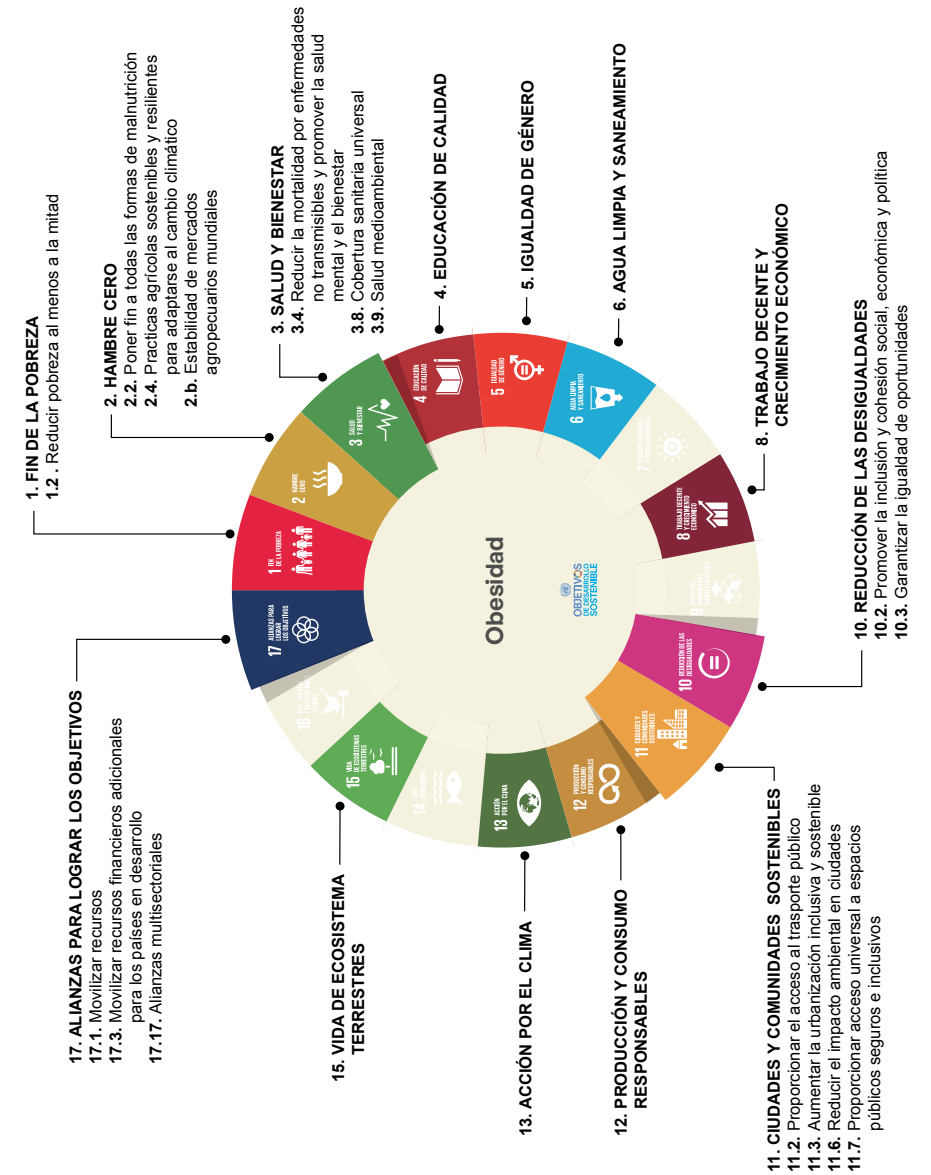 1. FIN DE LA POBREZA
1.2 . Reducir pobreza al menos a la mitad
2. HAMBRE CERO
2.2. Poner fin a todas las formas de malnutrición
2.4. Practicas agrícolas sostenibles y resilientes
para adaptarse al cambio climático
2.b. Estabilidad de mercados
agropecuarios mundiales
3. SALUD Y BIENESTAR
3.4. Reducir la mortalidad por enfermedades
no transmisibles y promover la salud
mental y el bienestar
3.8. Cobertura sanitaria universal
3.9. Salud medioambiental
4. EDUCACIÓN DE CALIDAD
5. IGUALDAD DE GÉNERO
6. AGUA LIMPIA Y SANEAMIENTO
8. TRABAJO DECENTE Y
CRECIMIENTO ECONÓMICO
10. REDUCCIÓN DE LAS DESIGUALDADES
10.2. Promover la inclusión y cohesión social, económica y política
10.3. Garantizar la igualdad de oportunidades
11. CIUDADES Y COMUNIDADES SOSTENIBLES
11.2. Proporcionar el acceso al trasporte público
11.3. Aumentar la urbanización inclusiva y sostenible
11.6. Reducir el impacto ambiental en ciudades
11.7. Proporcionar acceso universal a espacios
públicos seguros e inclusivos
12. PRODUCCIÓN Y CONSUMO
RESPONSABLES
13. ACCIÓN POR EL CLIMA
15. VIDA DE ECOSISTEMA
TERRESTRES
17. ALIANZAS PARA LOGRAR LOS OBJETIVOS
17.1. Movilizar recursos
17.3. Movilizar recursos financieros adicionales
para los países en desarrollo
17.17. Alianzas multisectoriales
Obesidad
OBJETIVOS
DE DESARROLLO
SOSTENIBLE
1 FIN
DE LA POBREZA
2 HAMBRE
CERO
3 SALUD
Y BIENESTAR
4 EDUCACIÓN
DE CALIDAD
5 IGUALDAD
DE GÉNERO
6 AGUA LIMPIA
Y SANEAMIENTO
7
8 TRABAJO DECENTE
Y CRECIMIENTO
ECONÓMICO
9
10 REDUCCIÓN DE LAS
DESIGUALDADES
11 CIUDADES Y
COMUNIDADES
SOSTENIBLES
12 PRODUCCIÓN
Y CONSUMO
RESPONSABLES
13 ACCIÓN
POR EL CLIMA
14
15 VIDA
DE ECOSISTEMAS
TERRESTRES
16
17 ALIANZAS PARA
LOGRAR
LOS OBJETIVOS